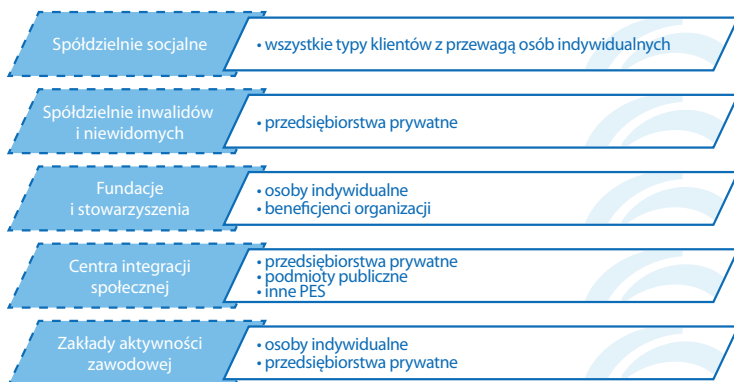 Spółdzielnie socjalne
• wszystkie typy klientów z przewagą osób indywidualnych
Spółdzielnie inwalidów
i niewidomych
• przedsiębiorstwa prywatne
Fundacje
i stowarzyszenia
• osoby indywidualne
• beneficjenci organizacji
Centra integracji
społecznej
• przedsiębiorstwa prywatne
• podmioty publiczne
• inne PES
Zakłady aktywności
zawodowej
• osoby indywidualne
• przedsiębiorstwa prywatne